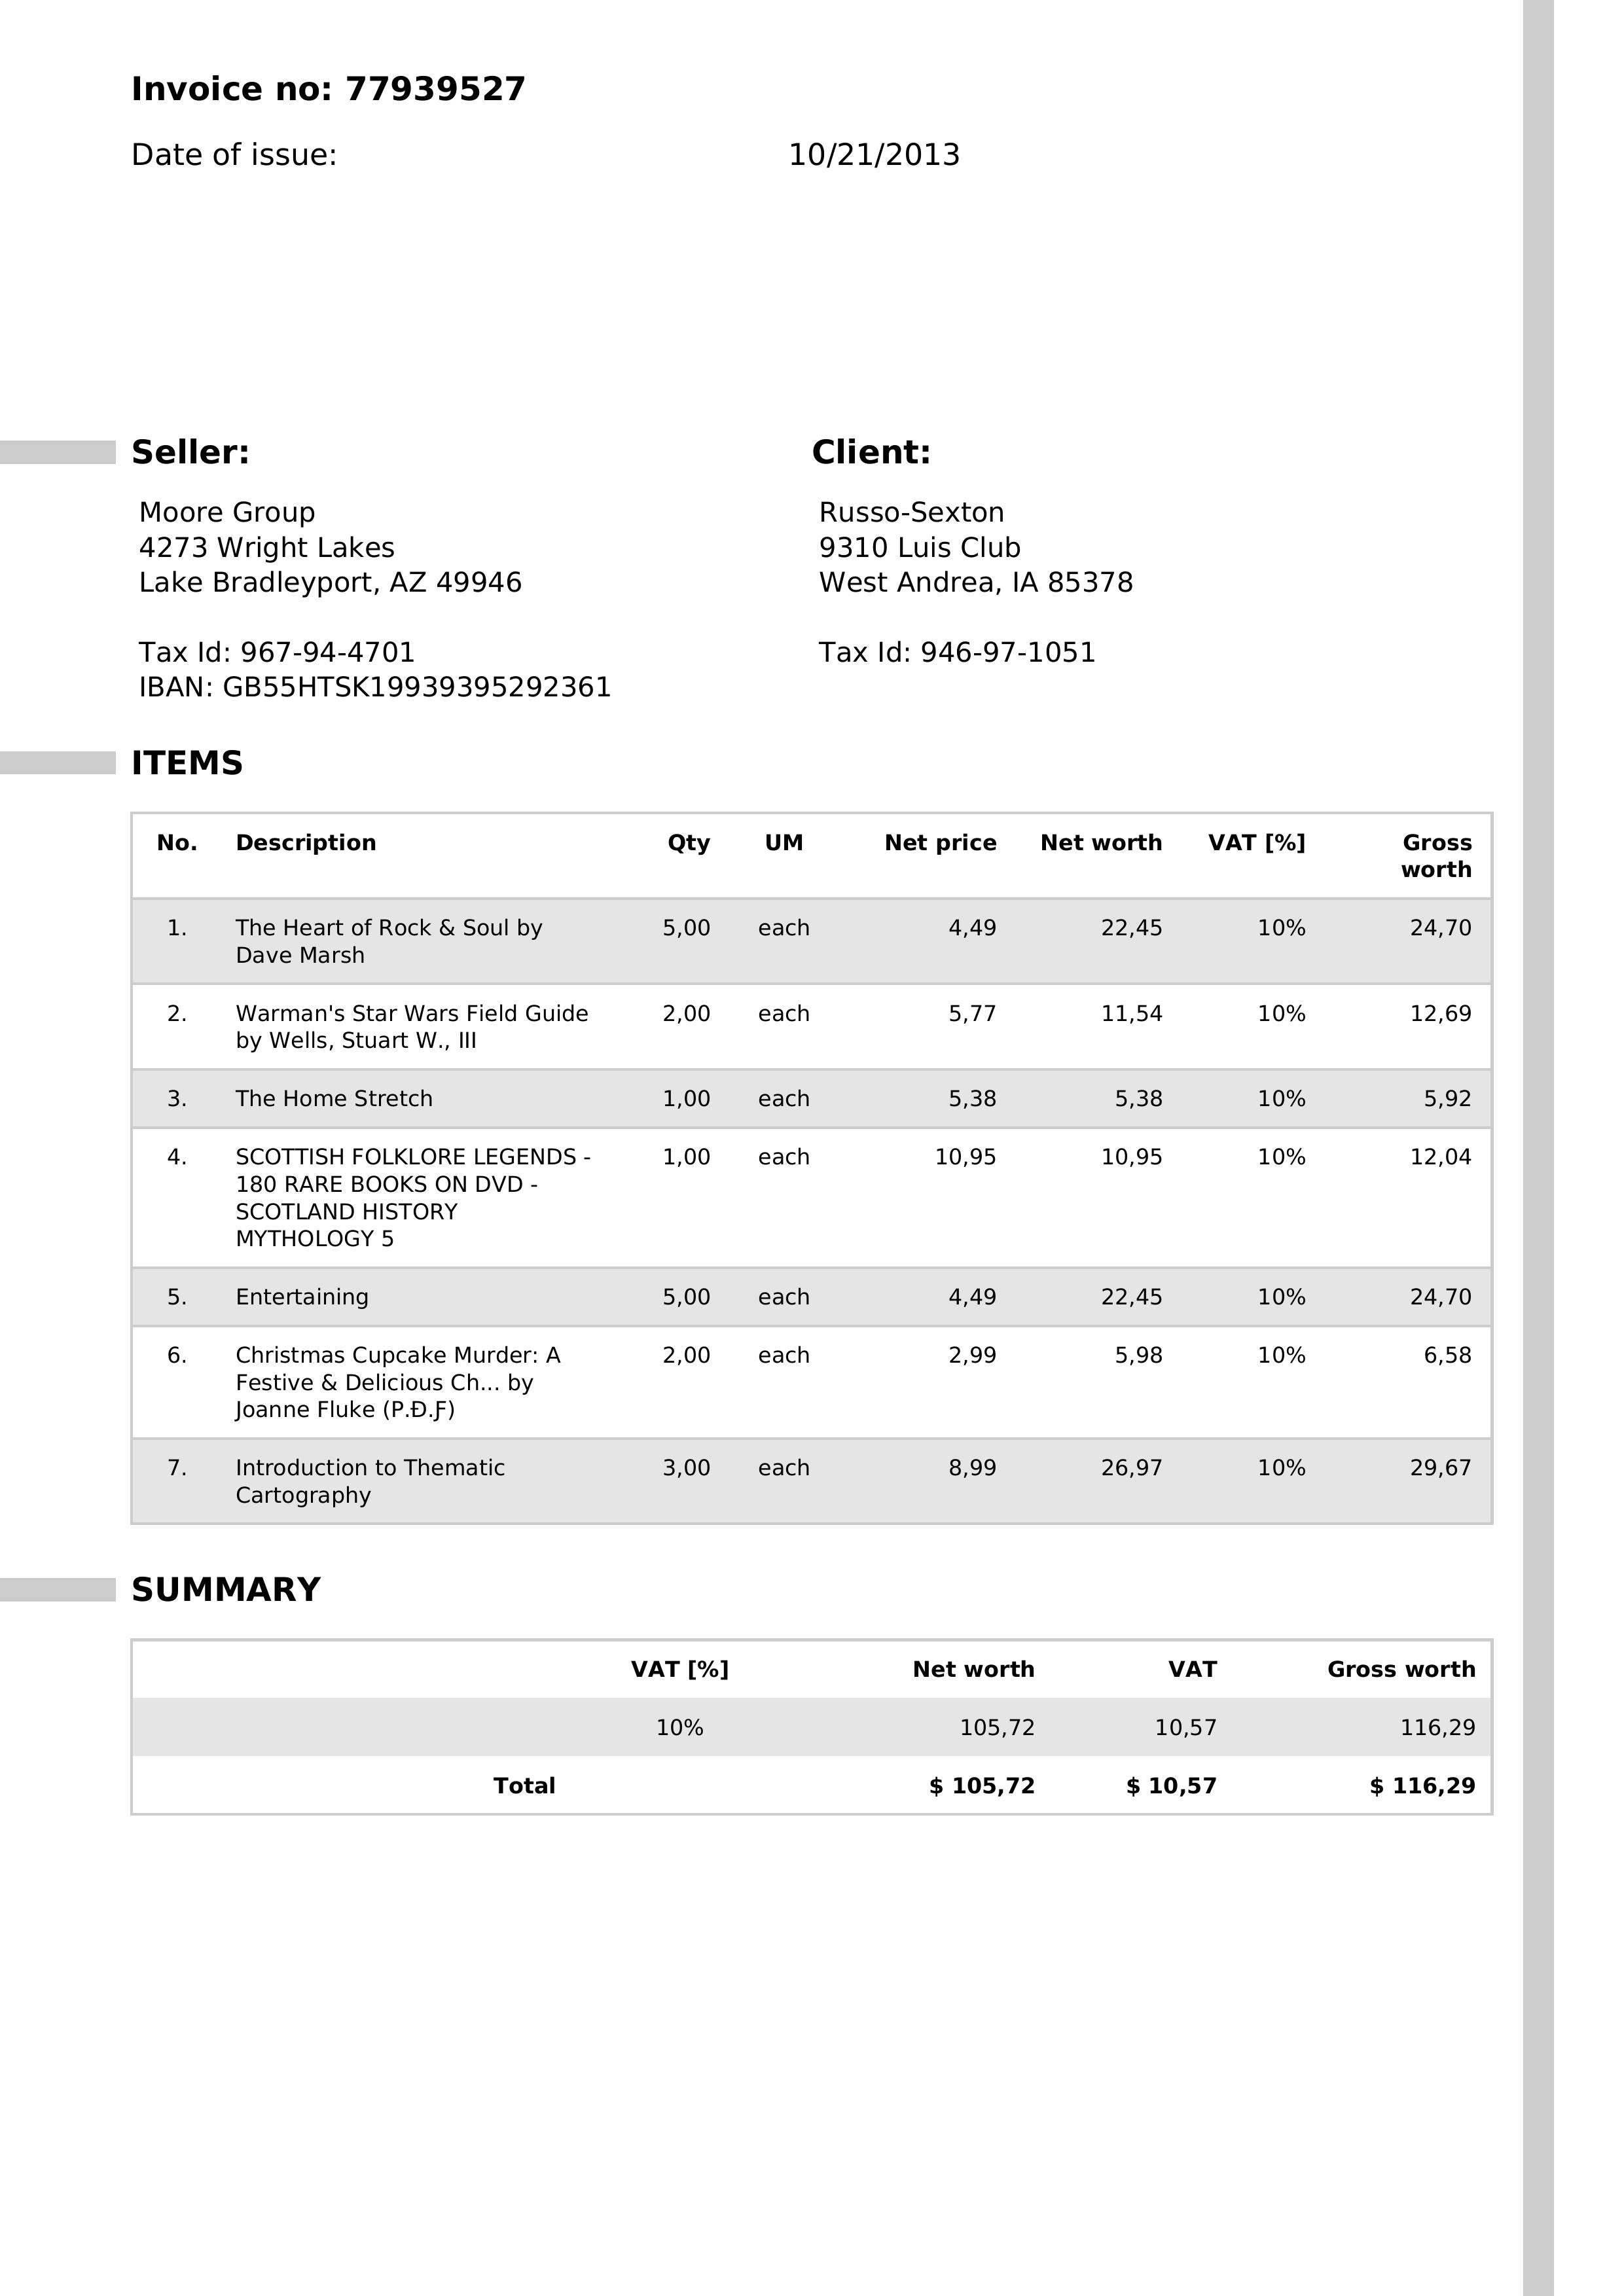 Invoice no: 77939527
Date of issue: 10/21/2013
Seller: Client:
Moore Group
4273 Wright Lakes
Lake Bradleyport, AZ 49946
Tax Id: 967-94-4701
IBAN: GB55HTSK19939395292361
Russo-Sexton
9310 Luis Club
West Andrea, IA 85378
Tax Id: 946-97-1051
ITEMS
No. Description Qty UM Net price Net worth VAT [%] Gross
worth
1. The Heart of Rock & Soul by 5,00 each 4,49 22,45 10% 24,70
Dave Marsh
2. Warman's Star Wars Field Guide 2,00 each 5,77 11,54 10% 12,69
by Wells, Stuart W., III
3. The Home Stretch 1,00 each 5,38 5,38 10% 5,92
4. SCOTTISH FOLKLORE LEGENDS - 1,00 each 10,95 10,95 10% 12,04
180 RARE BOOKS ON DVD -
SCOTLAND HISTORY
MYTHOLOGY 5
5. Entertaining 5,00 each 4,49 22,45 10% 24,70
6. Christmas Cupcake Murder: A 2,00 each 2,99 5,98 10% 6,58
Festive & Delicious Ch... by
Joanne Fluke (P.Đ.Ƒ)
7. Introduction to Thematic 3,00 each 8,99 26,97 10% 29,67
Cartography
SUMMARY
VAT [%] Net worth VAT Gross worth
10% 105,72 10,57 116,29
Total $ 105,72 $ 10,57 $ 116,29